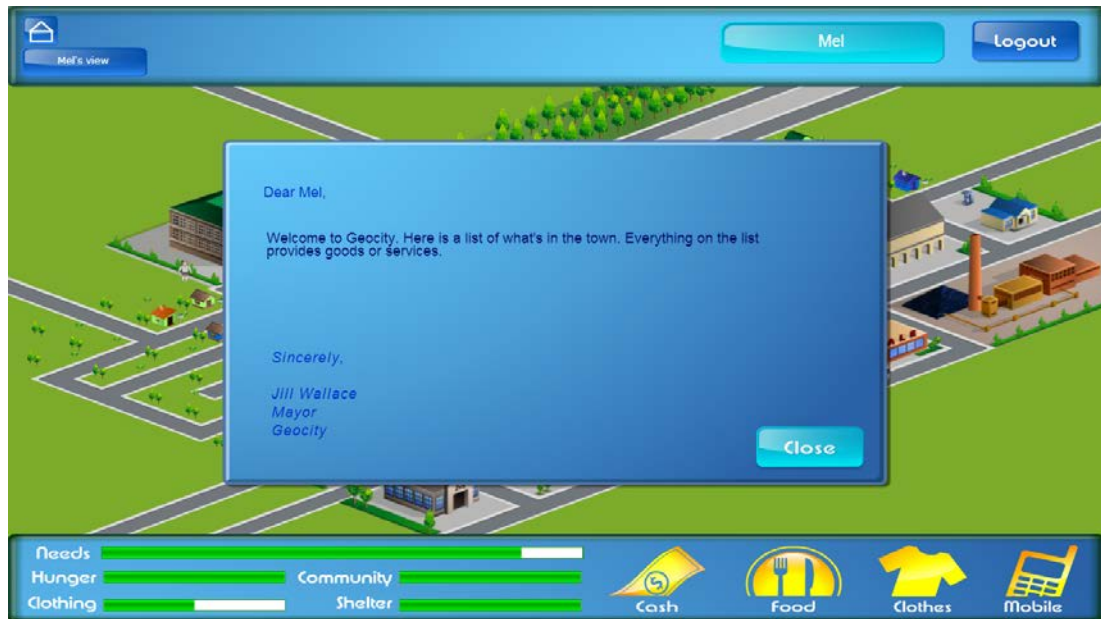 Mel's view
Mel
Logout
Dear Mel,
Welcome to Geocity. Here is a list of what's in the town. Everything on the list
provides goods or services.
Sincerely,
Jill Wallace
Mayor
Geocity
Close
Needs
Hunger
Community
Clothing
Shelter
Cash
Food
Clothes
Mobile